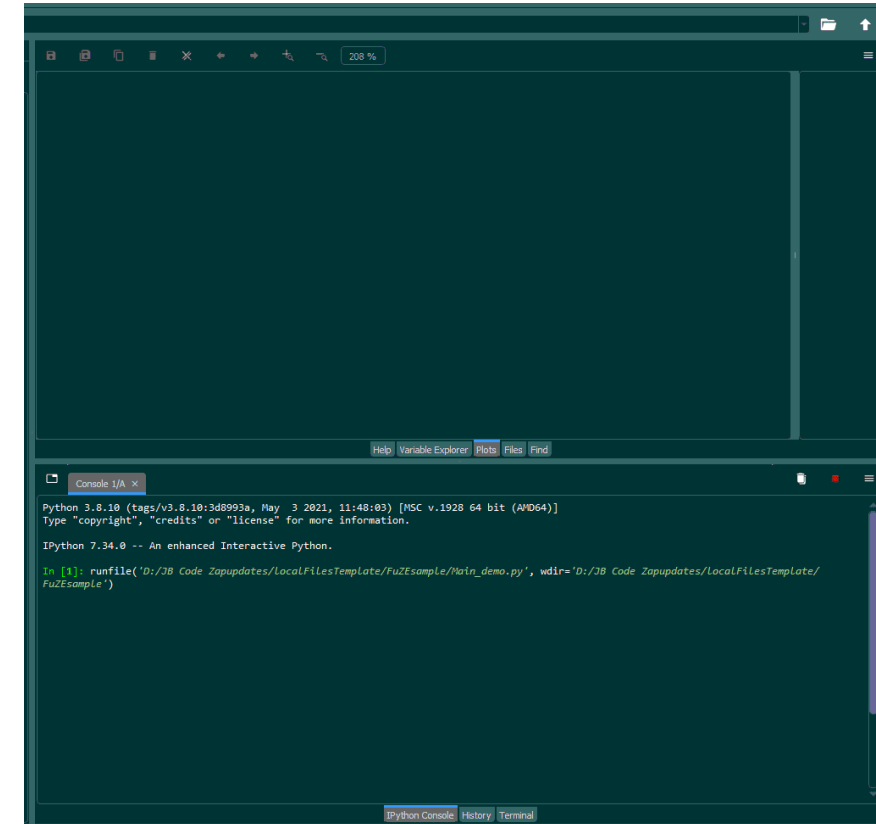 208 %
Help Variable Explorer Plots Files Find
Console 1/A ×
Python 3.8.10 (tags/v3.8.10:3d8993a, May  3 2021, 11:48:03) [MSC v.1928 64 bit (AMD64)]
Type "copyright", "credits" or "license" for more information.
IPython 7.34.0 -- An enhanced Interactive Python.
In [1]: runfile('D:/JB Code Zapupdates/localFilesTemplate/FuZEsample/Main_demo.py', wdir='D:/JB Code Zapupdates/localFilesTemplate/
FuZEsample')
IPython Console History Terminal